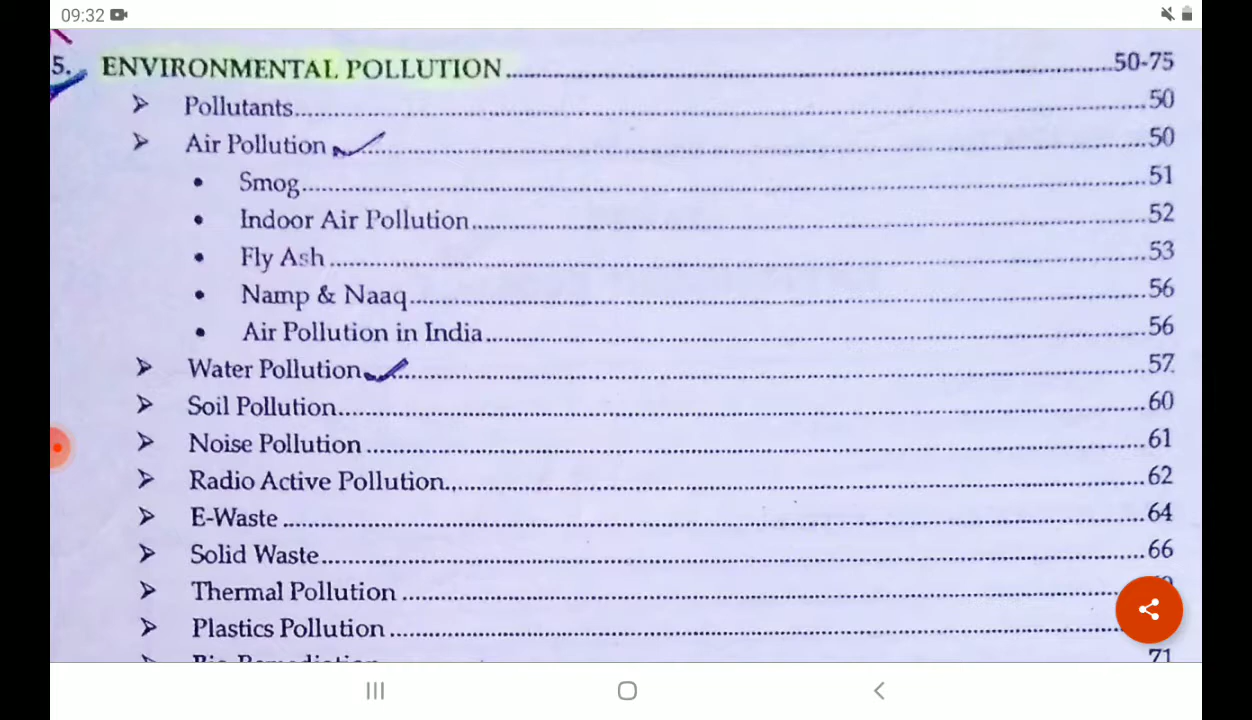 09:32
5. ENVIRONMENTAL POLLUTION 50-75
➤ Pollutants 50
➤ Air Pollution 50
• Smog 51
• Indoor Air Pollution 52
• Fly Ash 53
• Namp & Naaq 56
• Air Pollution in India 56
➤ Water Pollution 57
➤ Soil Pollution 60
➤ Noise Pollution 61
➤ Radio Active Pollution 62
➤ E-Waste 64
➤ Solid Waste 66
➤ Thermal Pollution
➤ Plastics Pollution
71